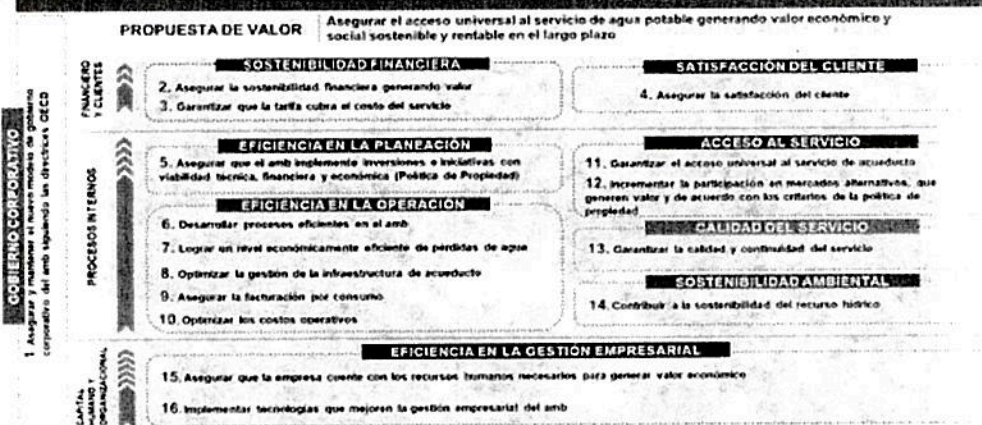 PROPUESTA DE VALOR
Asegurar el acceso universal al servicio de agua potable generando valor económico y
social sostenible y rentable en el largo plazo
GOBIERNO CORPORATIVO
1 Asegurar y mantener el nuevo modelo de gobierno
corporativo del amb siguiendo las directrices OECD
FINANCIERO
Y CLIENTES
SOSTENIBILIDAD FINANCIERA
2. Asegurar la sostenibilidad financiera generando valor
3. Garantizar que la tarifa cubra el costo del servicio
SATISFACCIÓN DEL CLIENTE
4. Asegurar la satisfacción del cliente
PROCESOS INTERNOS
EFICIENCIA EN LA PLANEACIÓN
5. Asegurar que el amb implemente inversiones e iniciativas con
viabilidad técnica, financiera y económica (Política de Propiedad)
EFICIENCIA EN LA OPERACIÓN
6. Desarrollar procesos eficientes en el amb
7. Lograr un nivel económicamente eficiente de perdidas de agua
8. Optimizar la gestión de la infraestructura de acueducto
9. Asegurar la facturación por consumo
10. Optimizar los costos operativos
ACCESO AL SERVICIO
11. Garantizar el acceso universal al servicio de acueducto
12. Incrementar la participación en mercados alternativos, que
generen valor y de acuerdo con los criterios de la política de
propiedad
CALIDAD DEL SERVICIO
13. Garantizar la calidad y continuidad del servicio
SOSTENIBILIDAD AMBIENTAL
14. Contribuir a la sostenibilidad del recurso hídrico
CAPITAL
HUMANO Y
ORGANIZACIONAL
EFICIENCIA EN LA GESTIÓN EMPRESARIAL
15. Asegurar que la empresa cuente con los recursos humanos necesarios para generar valor económico
16. Implementar tecnologías que mejoren la gestión empresarial del amb